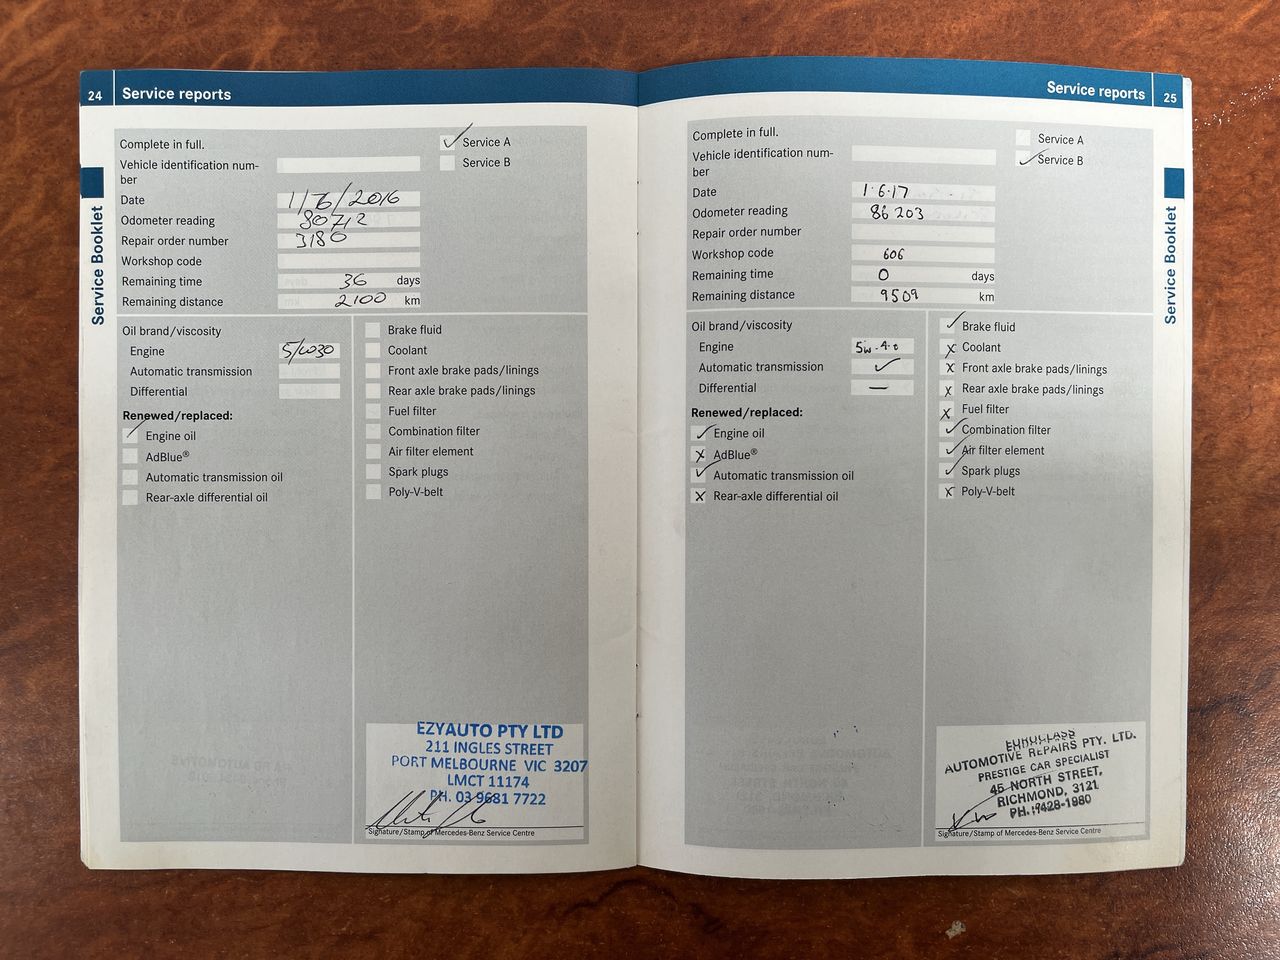 24
Service reports
Complete in full.
Service A
Vehicle identification num-
ber
Service B
Date 1/6/2016
Odometer reading 80712
Repair order number 3180
Workshop code
Remaining time 36 days
Remaining distance 2100 km
Oil brand/viscosity
Engine 5/W30
Automatic transmission
Differential
Renewed/replaced:
Engine oil
AdBlue®
Automatic transmission oil
Rear-axle differential oil
Brake fluid
Coolant
Front axle brake pads/linings
Rear axle brake pads/linings
Fuel filter
Combination filter
Air filter element
Spark plugs
Poly-V-belt
EZYAUTO PTY LTD
211 INGLES STREET
PORT MELBOURNE VIC 3207
LMCT 11174
PH. 03 9681 7722
Signature/Stamp of Mercedes-Benz Service Centre
Service Booklet
Service reports
25
Complete in full.
Service A
Vehicle identification num-
ber
Service B
Date 1·6·17
Odometer reading 86 203
Repair order number
Workshop code 606
Remaining time 0 days
Remaining distance 9509 km
Oil brand/viscosity
Engine 5W-40
Automatic transmission
Differential —
Renewed/replaced:
Engine oil
AdBlue®
Automatic transmission oil
Rear-axle differential oil
Brake fluid
Coolant
Front axle brake pads/linings
Rear axle brake pads/linings
Fuel filter
Combination filter
Air filter element
Spark plugs
Poly-V-belt
AUTOMOTIVE REPAIRS PTY. LTD.
PRESTIGE CAR SPECIALIST
45 NORTH STREET,
RICHMOND, 3121
PH.:9428-1980
Signature/Stamp of Mercedes-Benz Service Centre
Service Booklet